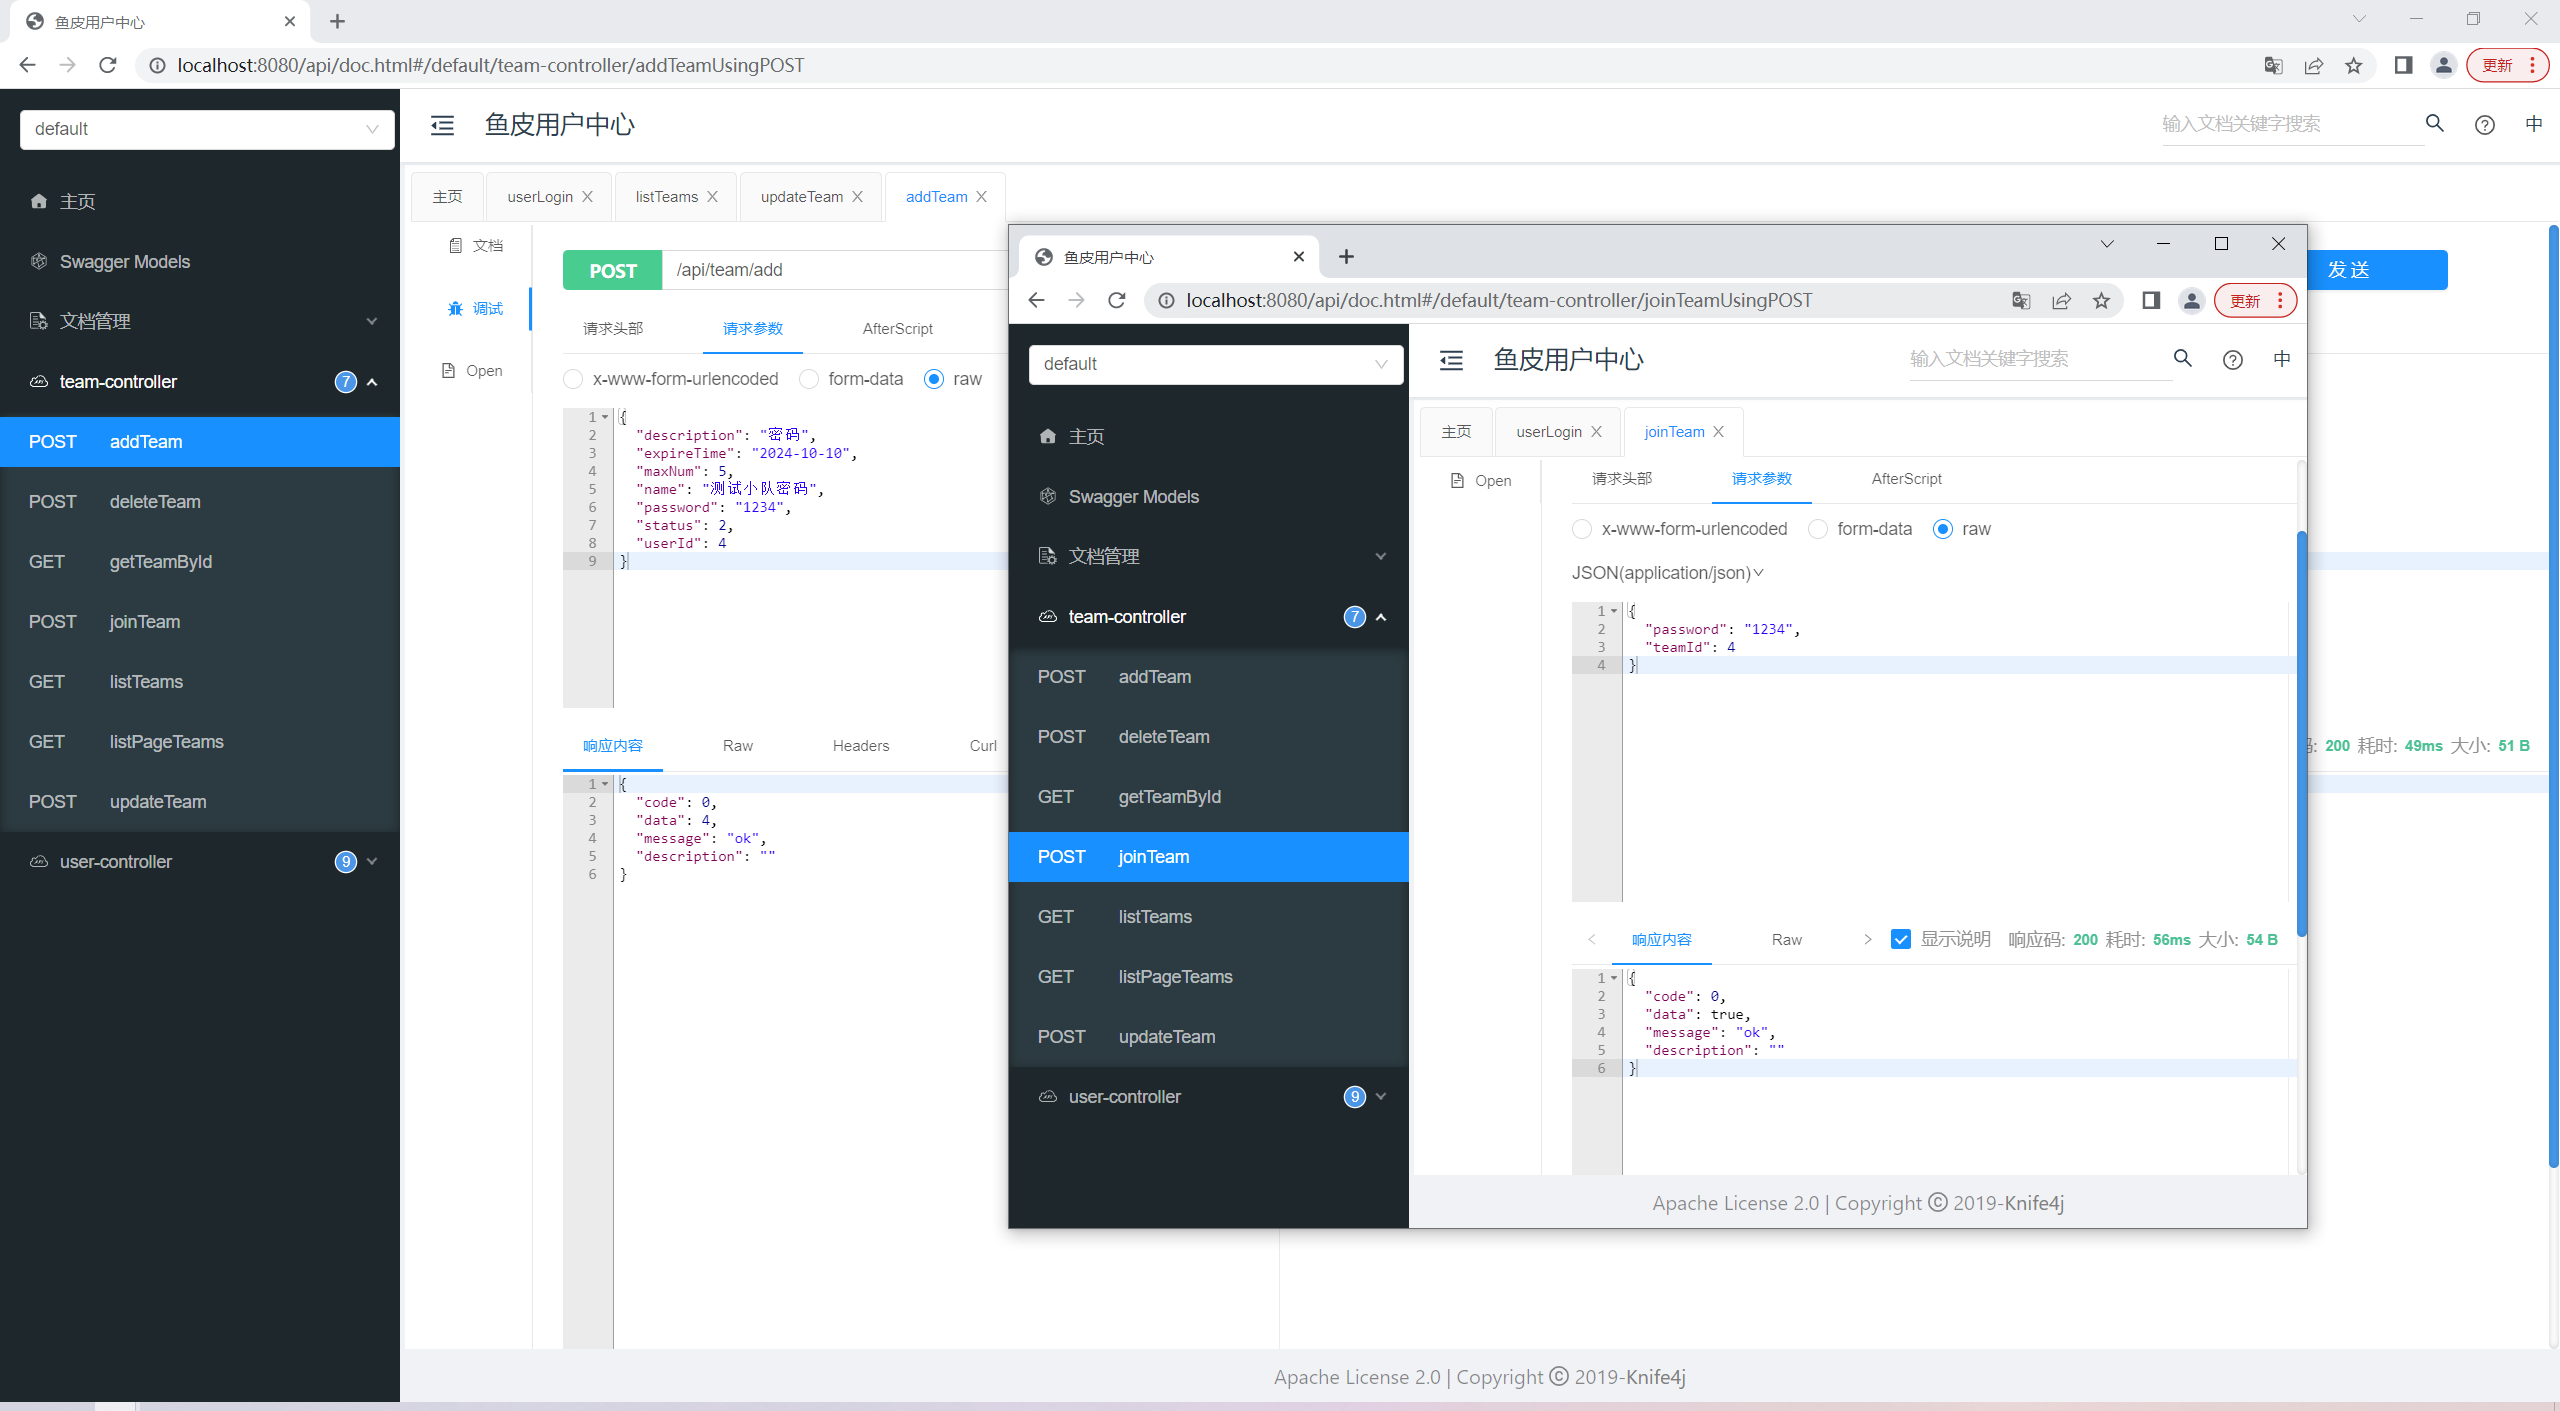 鱼皮用户中心
localhost:8080/api/doc.html#/default/team-controller/addTeamUsingPOST
更新
default
鱼皮用户中心
输入文档关键字搜索
中
主页
userLogin
listTeams
updateTeam
addTeam
主页
Swagger Models
文档管理
team-controller
7
POST addTeam
POST deleteTeam
GET getTeamById
POST joinTeam
GET listTeams
GET listPageTeams
POST updateTeam
user-controller
9
文档
调试
Open
POST
/api/team/add
发 送
请求头部
请求参数
AfterScript
x-www-form-urlencoded
form-data
raw
1 {
2 "description": "密码",
3 "expireTime": "2024-10-10",
4 "maxNum": 5,
5 "name": "测试小队密码",
6 "password": "1234",
7 "status": 2,
8 "userId": 4
9 }
响应内容
Raw
Headers
Curl
200 耗时: 49ms 大小: 51 B
1 {
2 "code": 0,
3 "data": 4,
4 "message": "ok",
5 "description": ""
6 }
Apache License 2.0 | Copyright © 2019-Knife4j
鱼皮用户中心
localhost:8080/api/doc.html#/default/team-controller/joinTeamUsingPOST
更新
default
鱼皮用户中心
输入文档关键字搜索
中
主页
userLogin
joinTeam
主页
Swagger Models
文档管理
team-controller
7
POST addTeam
POST deleteTeam
GET getTeamById
POST joinTeam
GET listTeams
GET listPageTeams
POST updateTeam
user-controller
9
Open
请求头部
请求参数
AfterScript
x-www-form-urlencoded
form-data
raw
JSON(application/json)
1 {
2 "password": "1234",
3 "teamId": 4
4 }
响应内容
Raw
显示说明
响应码: 200 耗时: 56ms 大小: 54 B
1 {
2 "code": 0,
3 "data": true,
4 "message": "ok",
5 "description": ""
6 }
Apache License 2.0 | Copyright © 2019-Knife4j